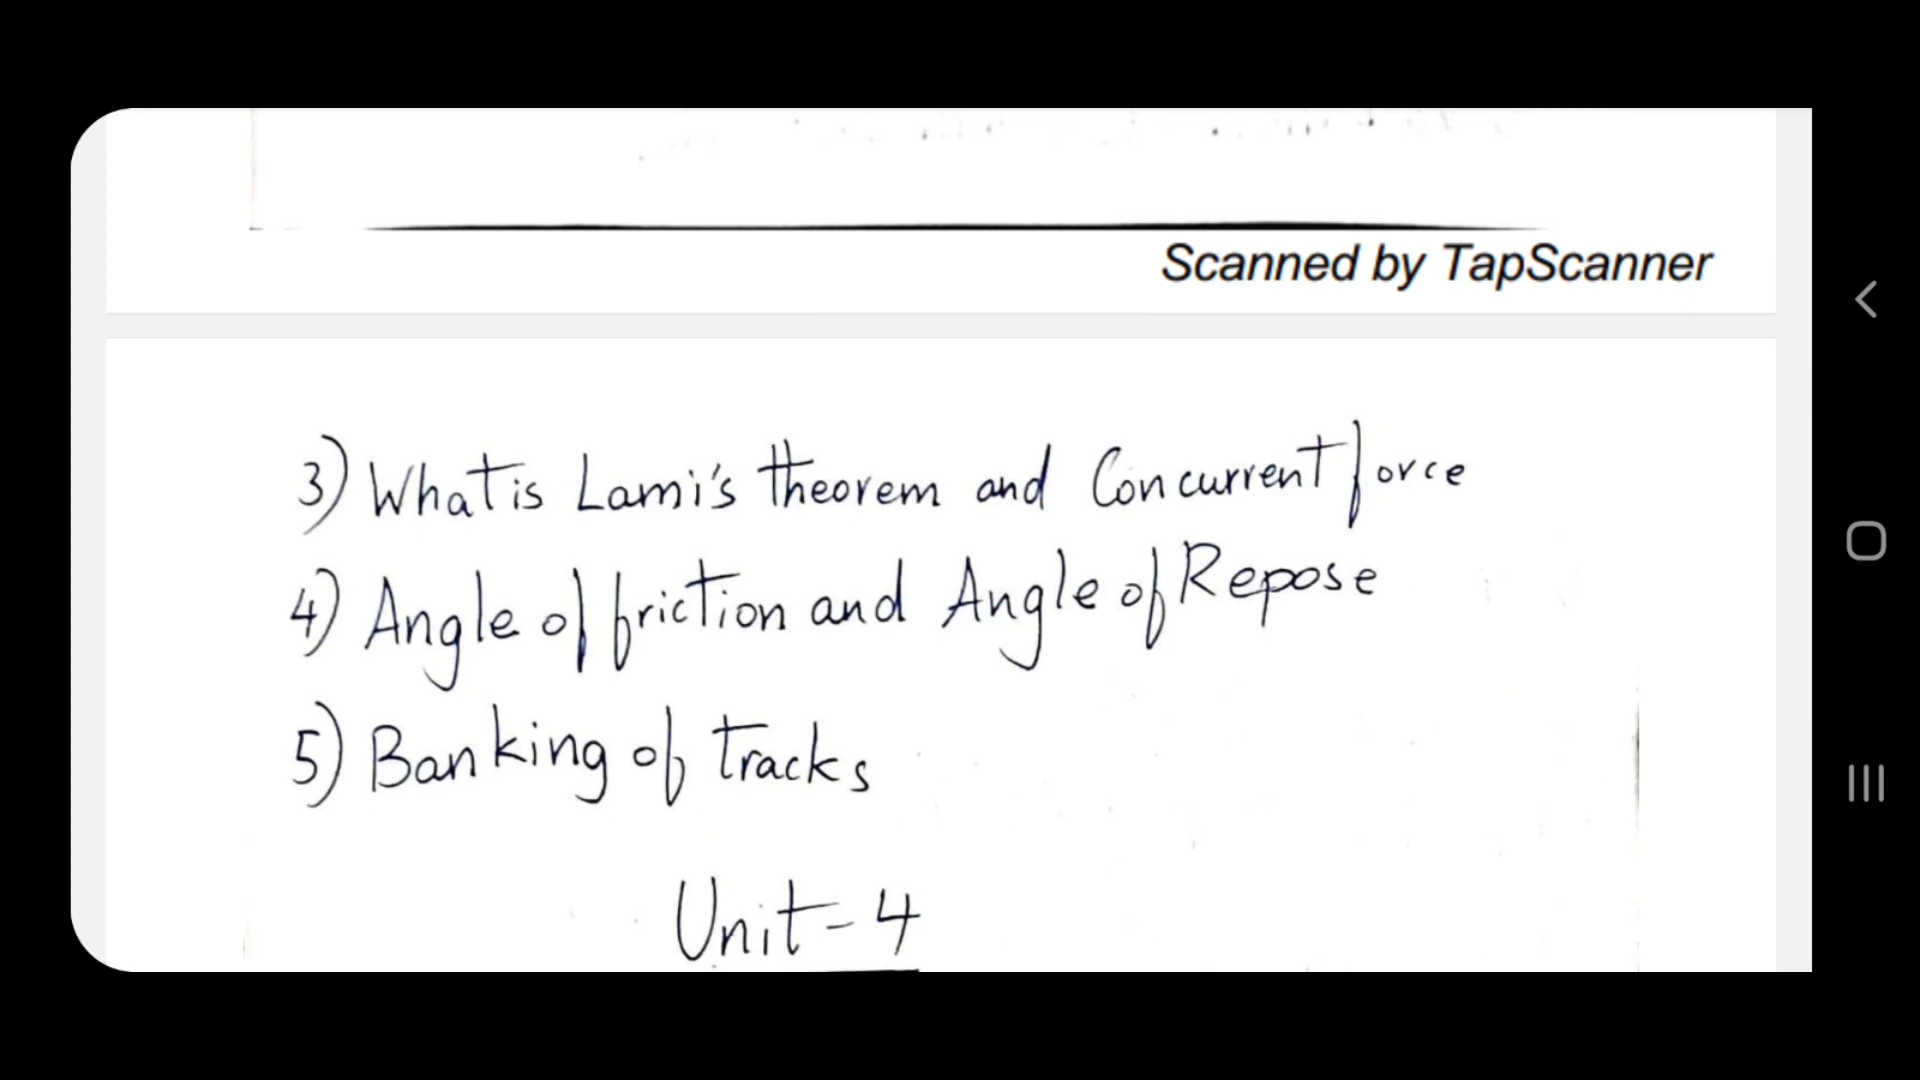 Scanned by TapScanner
3) What is Lami's theorem and Concurrent force
4) Angle of friction and Angle of Repose
5) Banking of Tracks
Unit-4